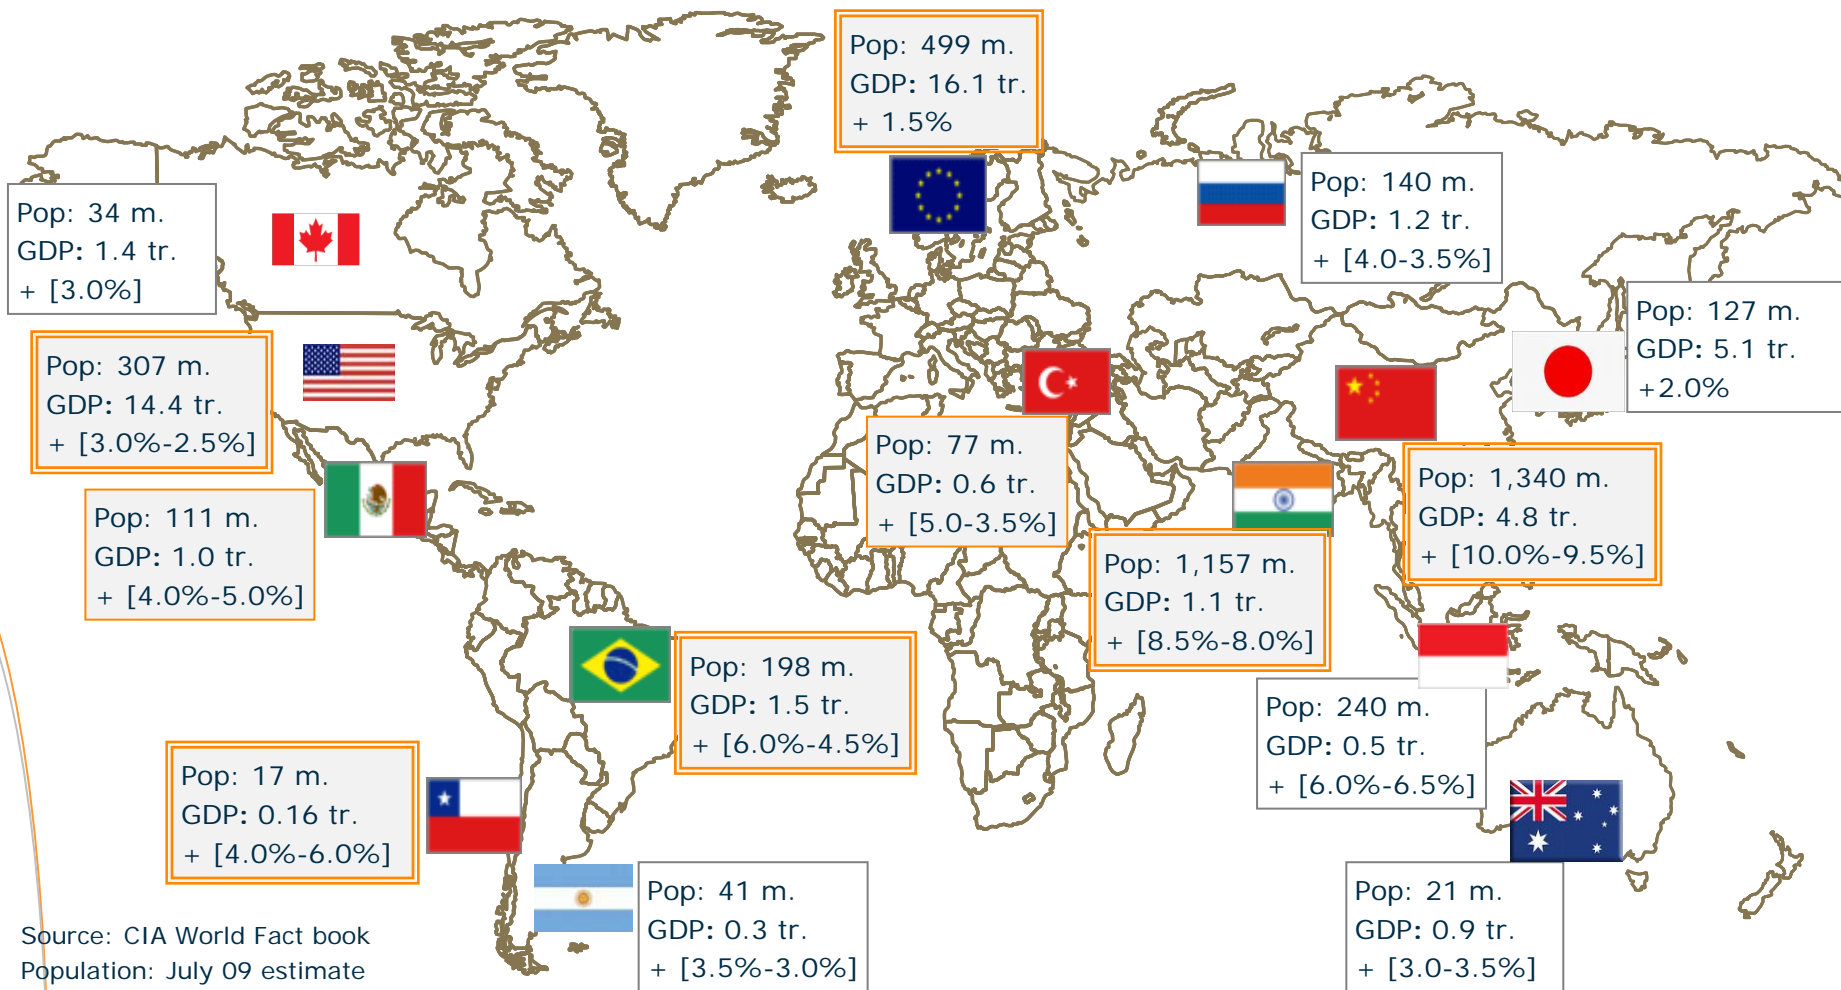 Pop: 499 m.
GDP: 16.1 tr.
+ 1.5%
Pop: 34 m.
GDP: 1.4 tr.
+ [3.0%]
Pop: 140 m.
GDP: 1.2 tr.
+ [4.0-3.5%]
Pop: 127 m.
GDP: 5.1 tr.
+2.0%
Pop: 307 m.
GDP: 14.4 tr.
+ [3.0%-2.5%]
Pop: 77 m.
GDP: 0.6 tr.
+ [5.0-3.5%]
Pop: 1,340 m.
GDP: 4.8 tr.
+ [10.0%-9.5%]
Pop: 111 m.
GDP: 1.0 tr.
+ [4.0%-5.0%]
Pop: 1,157 m.
GDP: 1.1 tr.
+ [8.5%-8.0%]
Pop: 198 m.
GDP: 1.5 tr.
+ [6.0%-4.5%]
Pop: 240 m.
GDP: 0.5 tr.
+ [6.0%-6.5%]
Pop: 17 m.
GDP: 0.16 tr.
+ [4.0%-6.0%]
Pop: 41 m.
GDP: 0.3 tr.
+ [3.5%-3.0%]
Pop: 21 m.
GDP: 0.9 tr.
+ [3.0-3.5%]
Source: CIA World Fact book
Population: July 09 estimate